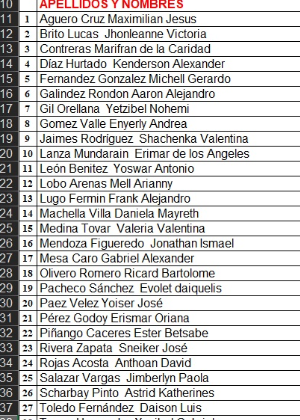 10 APELLIDOS Y NOMBRES
11 1 Aguero Cruz Maximilian Jesus
12 2 Brito Lucas Jhonleanne Victoria
13 3 Contreras Marifran de la Caridad
14 4 Díaz Hurtado Kenderson Alexander
15 5 Fernandez Gonzalez Michell Gerardo
16 6 Galindez Rondon Aaron Alejandro
17 7 Gil Orellana Yetzibel Nohemi
18 8 Gomez Valle Enyerly Andrea
19 9 Jaimes Rodríguez Shachenka Valentina
20 10 Lanza Mundarain Erimar de los Angeles
21 11 León Benitez Yoswar Antonio
22 12 Lobo Arenas Mell Arianny
23 13 Lugo Fermin Frank Alejandro
24 14 Machella Villa Daniela Mayreth
25 15 Medina Tovar Valeria Valentina
26 16 Mendoza Figueredo Jonathan Ismael
27 17 Mesa Caro Gabriel Alexander
28 18 Olivero Romero Ricard Bartolome
29 19 Pacheco Sánchez Evolet daiquelis
30 20 Paez Velez Yoiser José
31 21 Pérez Godoy Erismar Oriana
32 22 Piñango Caceres Ester Betsabe
33 23 Rivera Zapata Sneiker José
34 24 Rojas Acosta Anthoan David
35 25 Salazar Vargas Jimberlyn Paola
36 26 Scharbay Pinto Astrid Katherines
37 27 Toledo Fernández Daison Luis